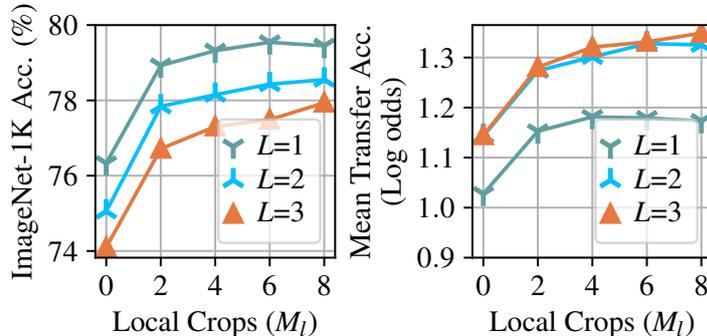 ImageNet-1K Acc. (%)
80
78
76
74
0 2 4 6 8
Local Crops (Ml)
L=1
L=2
L=3
Mean Transfer Acc.
(Log odds)
1.3
1.2
1.1
1.0
0.9
0 2 4 6 8
Local Crops (Ml)
L=1
L=2
L=3